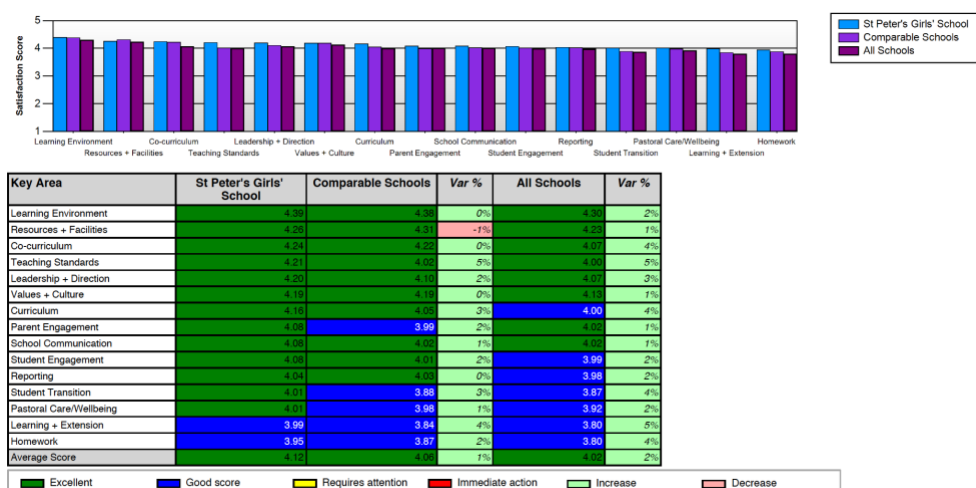 5
4
3
2
1
Satisfaction Score
St Peter's Girls' School
Comparable Schools
All Schools
Learning Environment Co-curriculum Leadership + Direction Curriculum School Communication Reporting Pastoral Care/Wellbeing Homework
Resources + Facilities Teaching Standards Values + Culture Parent Engagement Student Engagement Student Transition Learning + Extension
Key Area St Peter's Girls' School Comparable Schools Var % All Schools Var %
Learning Environment 4.39 4.38 0% 4.30 2%
Resources + Facilities 4.26 4.31 -1% 4.23 1%
Co-curriculum 4.24 4.22 0% 4.07 4%
Teaching Standards 4.21 4.02 5% 4.00 5%
Leadership + Direction 4.20 4.10 2% 4.07 3%
Values + Culture 4.19 4.19 0% 4.13 1%
Curriculum 4.16 4.05 3% 4.00 4%
Parent Engagement 4.08 3.99 2% 4.02 1%
School Communication 4.08 4.02 1% 4.02 1%
Student Engagement 4.08 4.01 2% 3.99 2%
Reporting 4.04 4.03 0% 3.98 2%
Student Transition 4.01 3.88 3% 3.87 4%
Pastoral Care/Wellbeing 4.01 3.98 1% 3.92 2%
Learning + Extension 3.99 3.84 4% 3.80 5%
Homework 3.95 3.87 2% 3.80 4%
Average Score 4.12 4.06 1% 4.02 2%
Excellent Good score Requires attention Immediate action Increase Decrease